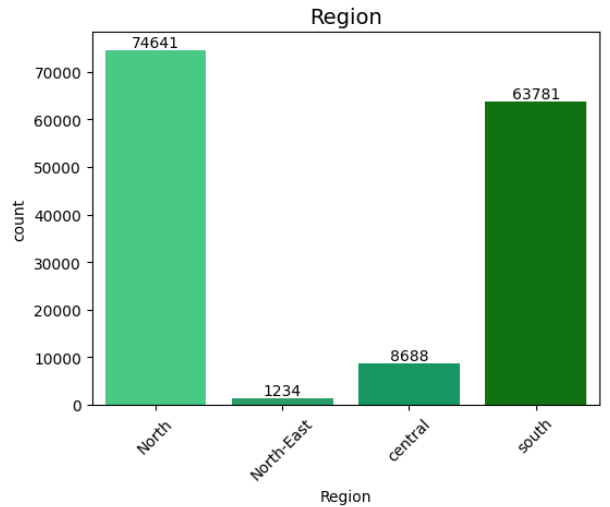 Region
74641
63781
8688
1234
70000
60000
50000
40000
30000
20000
10000
0
count
North
North-East
central
south
Region